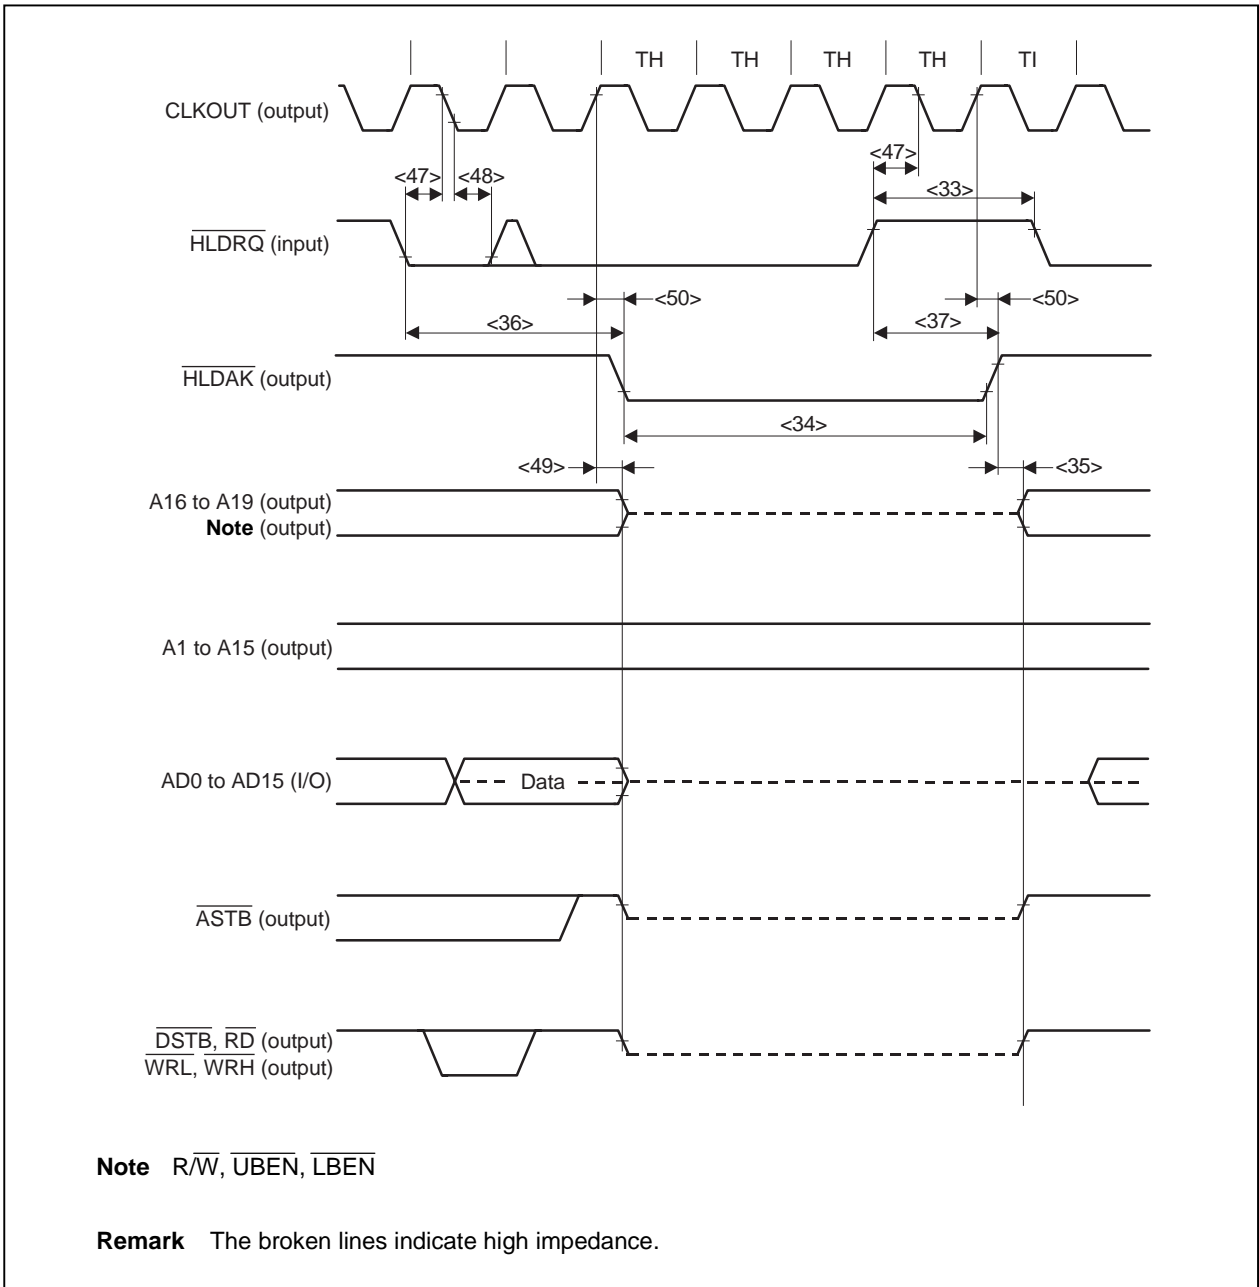 TH TH TH TH TI
CLKOUT (output)
<47>
<47> <48>
<33>
HLDRQ (input)
<50> <50>
<36> <37>
HLDAK (output)
<34>
<49> <35>
A16 to A19 (output)
Note (output)
A1 to A15 (output)
AD0 to AD15 (I/O) Data
ASTB (output)
DSTB, RD (output)
WRL, WRH (output)
Note R/W, UBEN, LBEN
Remark The broken lines indicate high impedance.